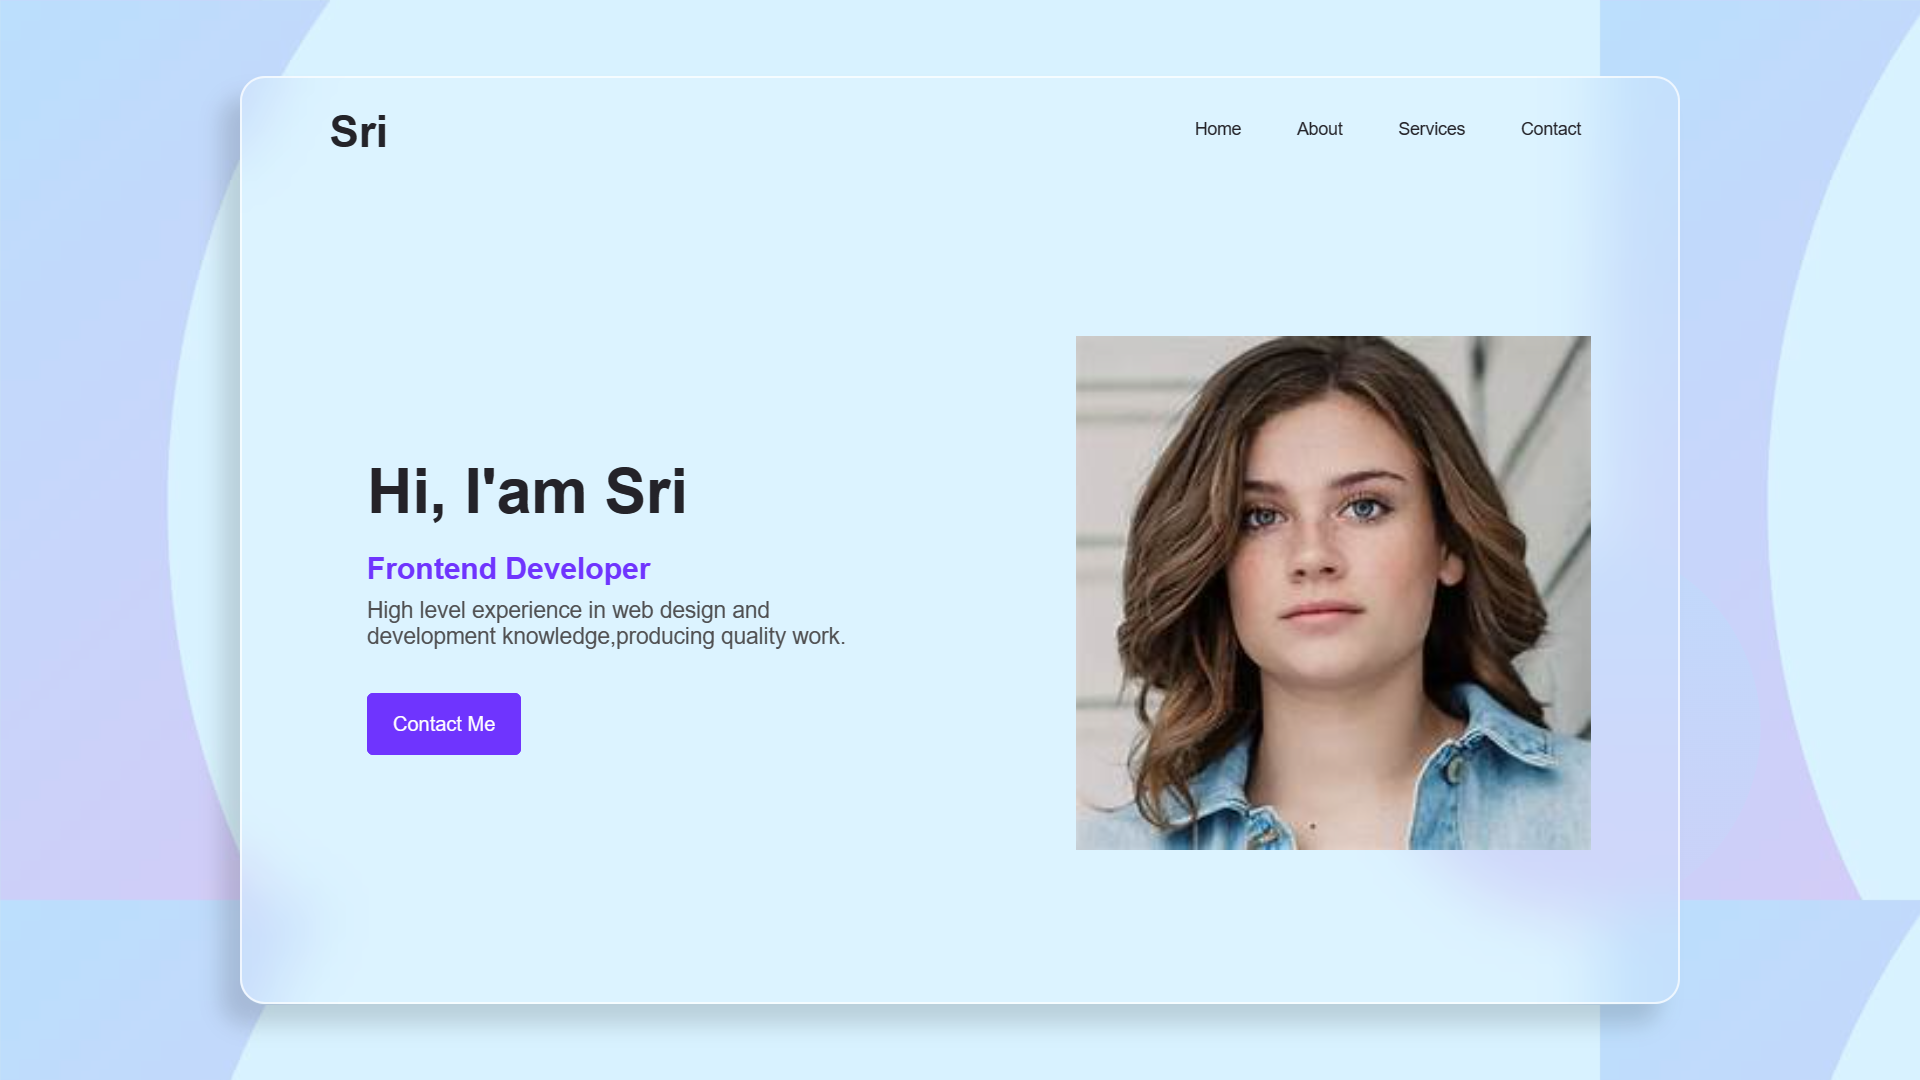 Sri
Home About Services Contact
Hi, I'am Sri
Frontend Developer
High level experience in web design and
development knowledge,producing quality work.
Contact Me